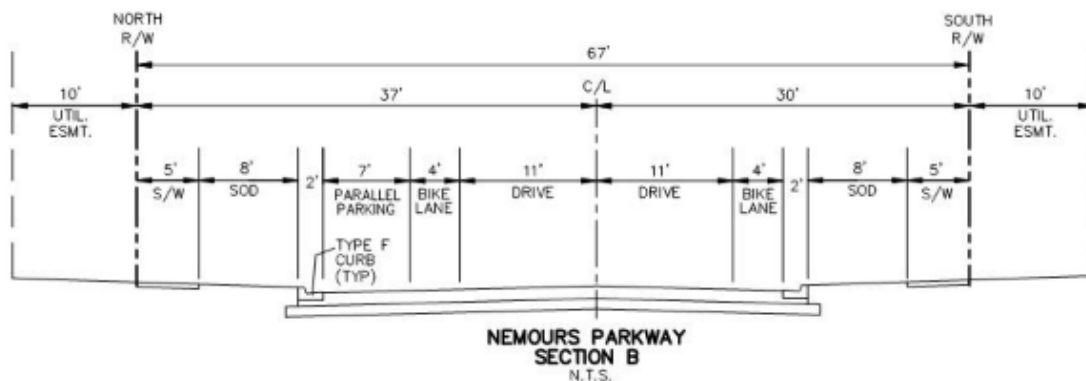 NORTH
R/W
SOUTH
R/W
67'
C/L
10'
UTIL.
ESMT.
37'
30'
10'
UTIL.
ESMT.
5'
S/W
8'
SOD
2'
7'
PARALLEL
PARKING
4'
BIKE
LANE
11'
DRIVE
11'
DRIVE
4'
BIKE
LANE
2'
8'
SOD
5'
S/W
TYPE F
CURB
(TYP)
NEMOURS PARKWAY
SECTION B
N.T.S.